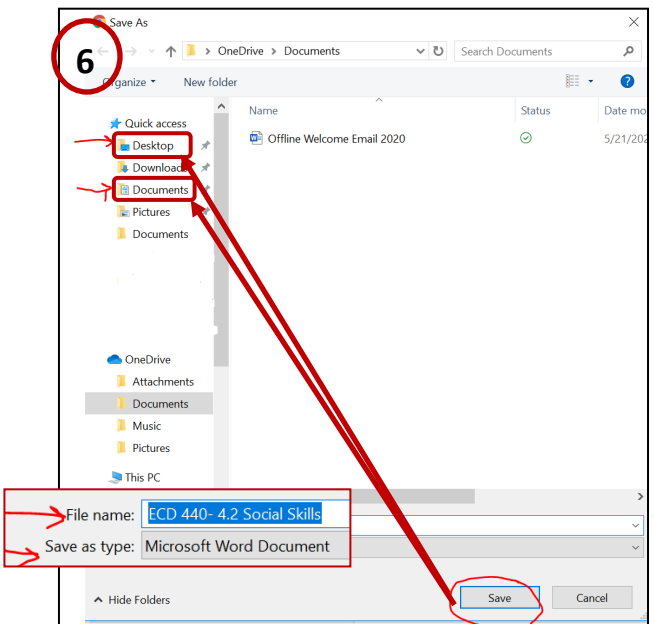 Save As
6
OneDrive > Documents
Search Documents
Organize
New folder
Name
Status
Date mo
Quick access
Desktop
Offline Welcome Email 2020
5/21/202
Downloads
Documents
Pictures
Documents
OneDrive
Attachments
Documents
Music
Pictures
This PC
File name: ECD 440- 4.2 Social Skills
Save as type: Microsoft Word Document
Hide Folders
Save
Cancel